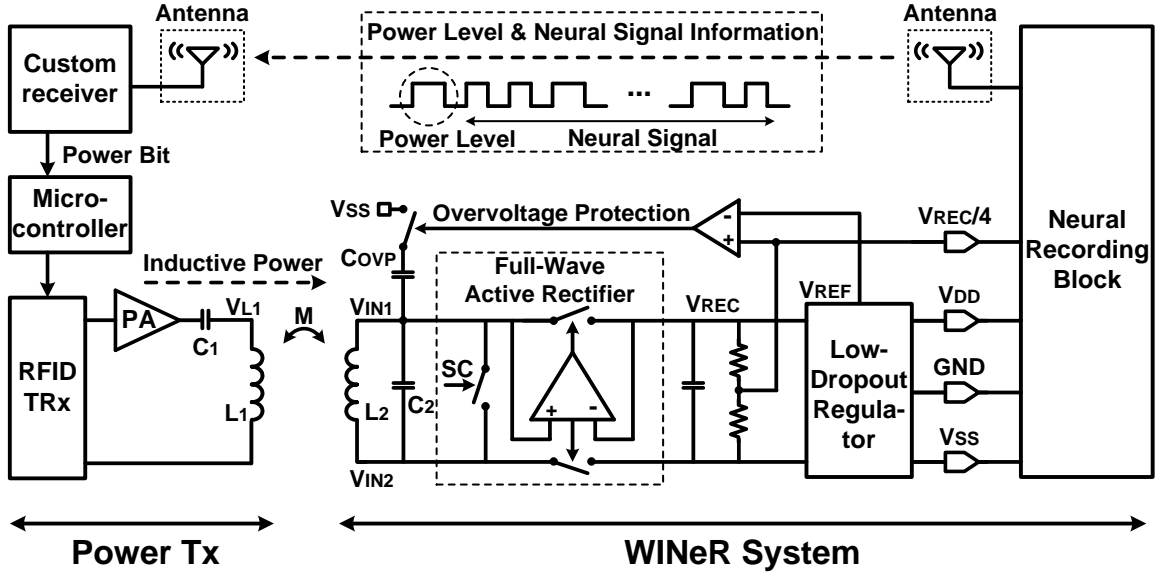 Antenna
Antenna
Custom
receiver
Power Level & Neural Signal Information
...
Power Level
Neural Signal
Power Bit
Micro-
controller
Inductive Power
RFID
TRx
PA
C1
VL1
L1
M
VSS
Overvoltage Protection
COVP
VIN1
L2
C2
VIN2
Full-Wave
Active Rectifier
SC
+
-
-
+
VREC
VREF
Low-
Dropout
Regula-
tor
VREC/4
VDD
GND
VSS
Neural
Recording
Block
Power Tx
WINeR System